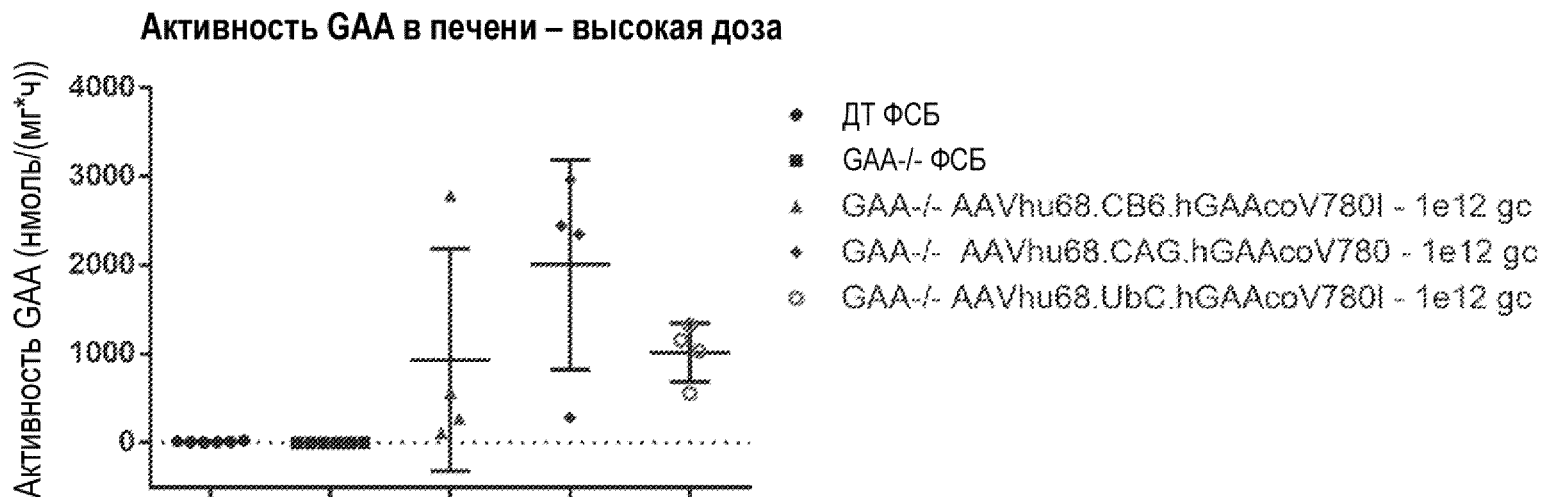 Активность GAA в печени – высокая доза
Активность GAA (нмоль/(мг*ч))
4000
3000
2000
1000
0
ДТ ФСБ
GAA-/- ФСБ
GAA-/- AAVhu68.CB6.hGAAcoV780I - 1e12 gc
GAA-/- AAVhu68.CAG.hGAAcoV780 - 1e12 gc
GAA-/- AAVhu68.UbC.hGAAcoV780I - 1e12 gc